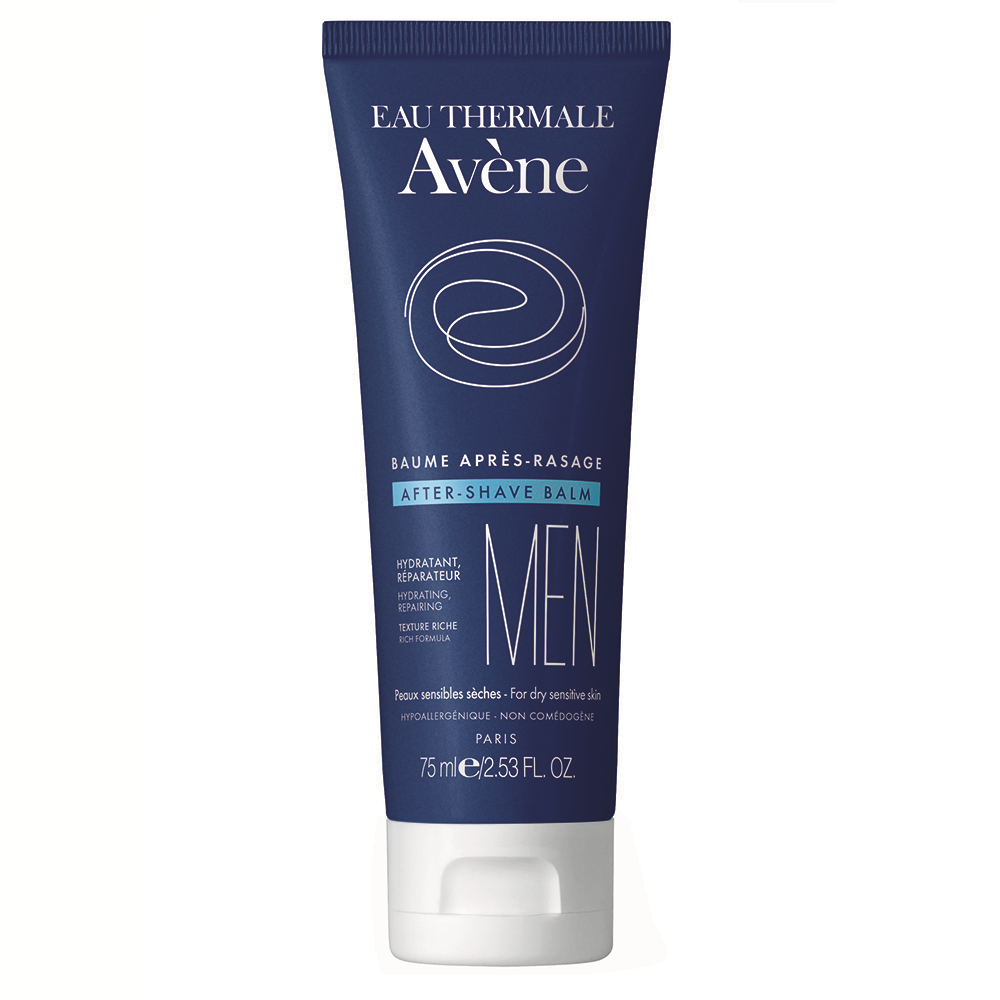 EAU THERMALE
Avène
BAUME APRÈS-RASAGE
AFTER-SHAVE BALM
MEN
HYDRATANT,
RÉPARATEUR
HYDRATING,
REPAIRING
TEXTURE RICHE
RICH FORMULA
Peaux sensibles sèches - For dry sensitive skin
HYPOALLERGÉNIQUE - NON COMÉDOGÈNE
PARIS
75 ml℮/2.53 FL. OZ.